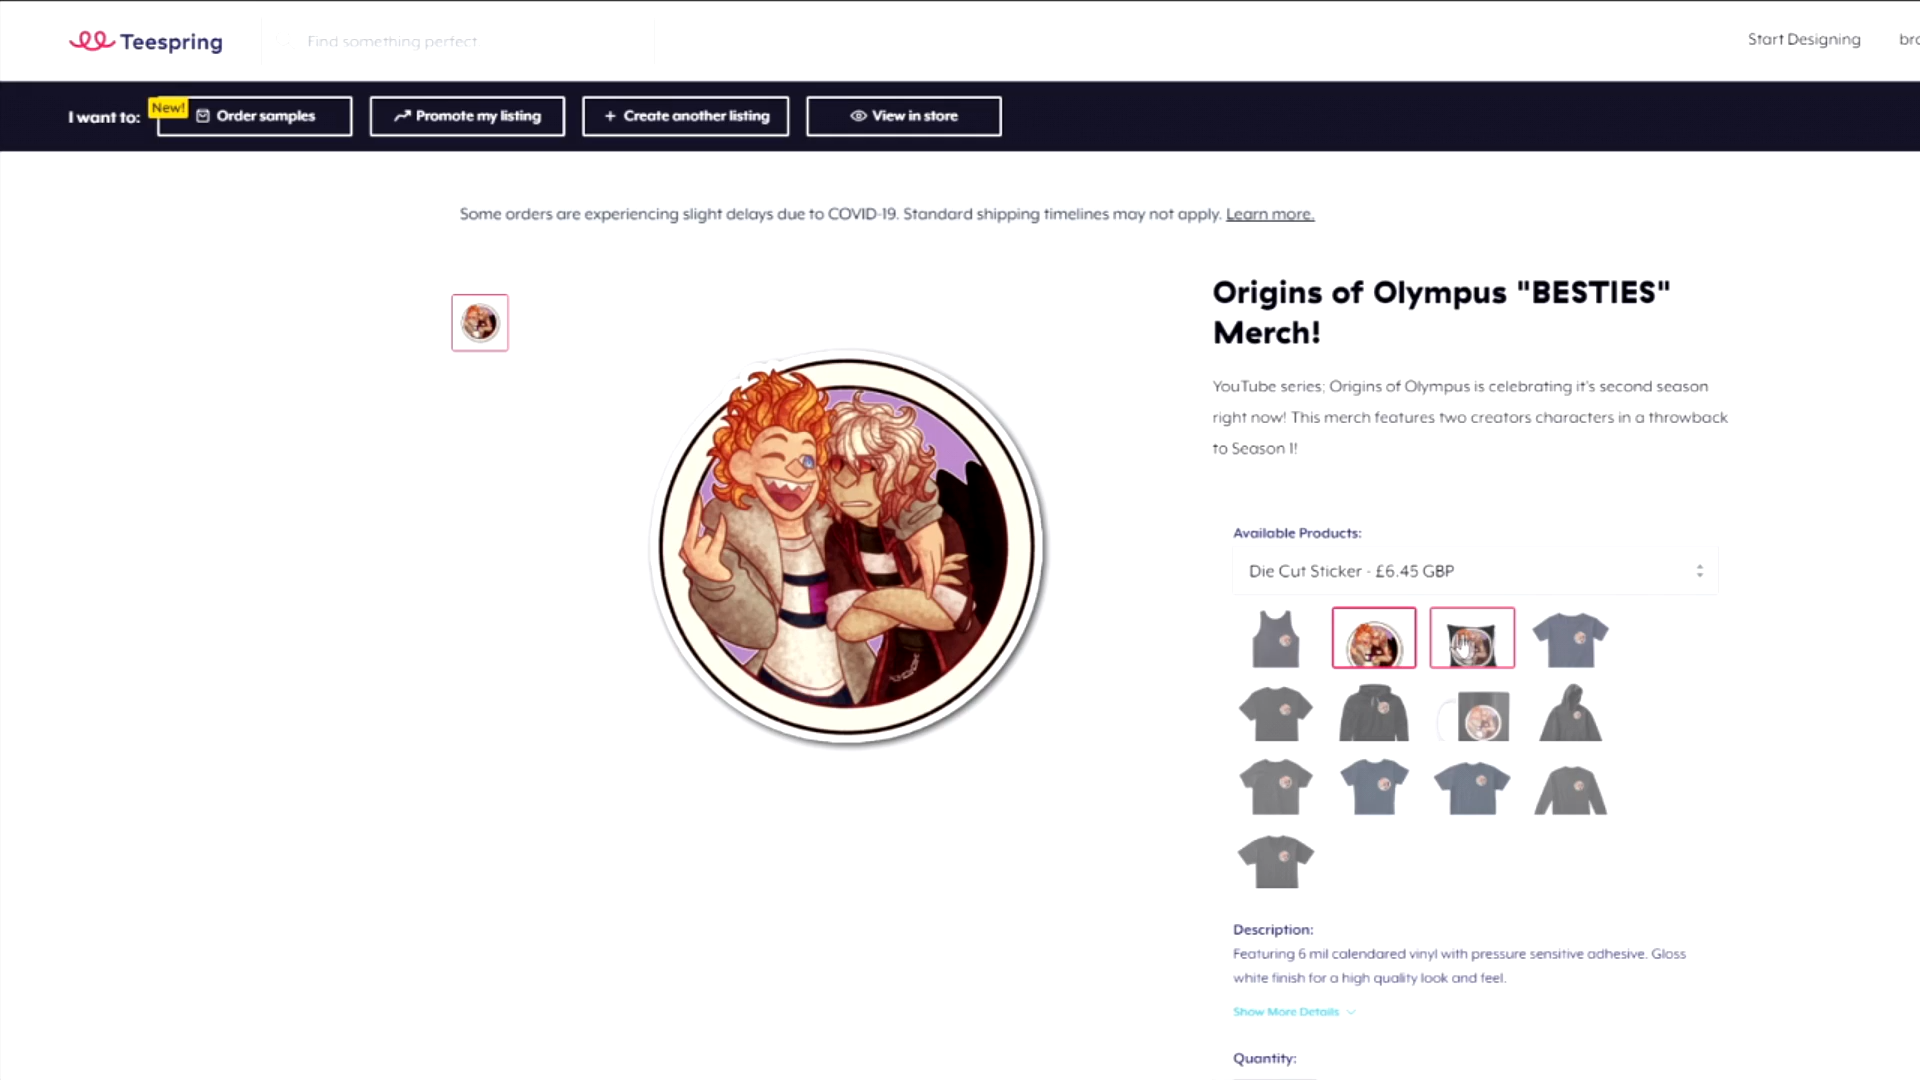 Teespring
Find something perfect
Start Designing
I want to:
New!
Order samples
Promote my listing
+ Create another listing
View in store
Some orders are experiencing slight delays due to COVID-19. Standard shipping timelines may not apply. Learn more.
Origins of Olympus "BESTIES"
Merch!
YouTube series; Origins of Olympus is celebrating it's second season
right now! This merch features two creators characters in a throwback
to Season 1!
Available Products:
Die Cut Sticker - £6.45 GBP
Description:
Featuring 6 mil calendared vinyl with pressure sensitive adhesive. Gloss
white finish for a high quality look and feel.
Show More Details
Quantity: